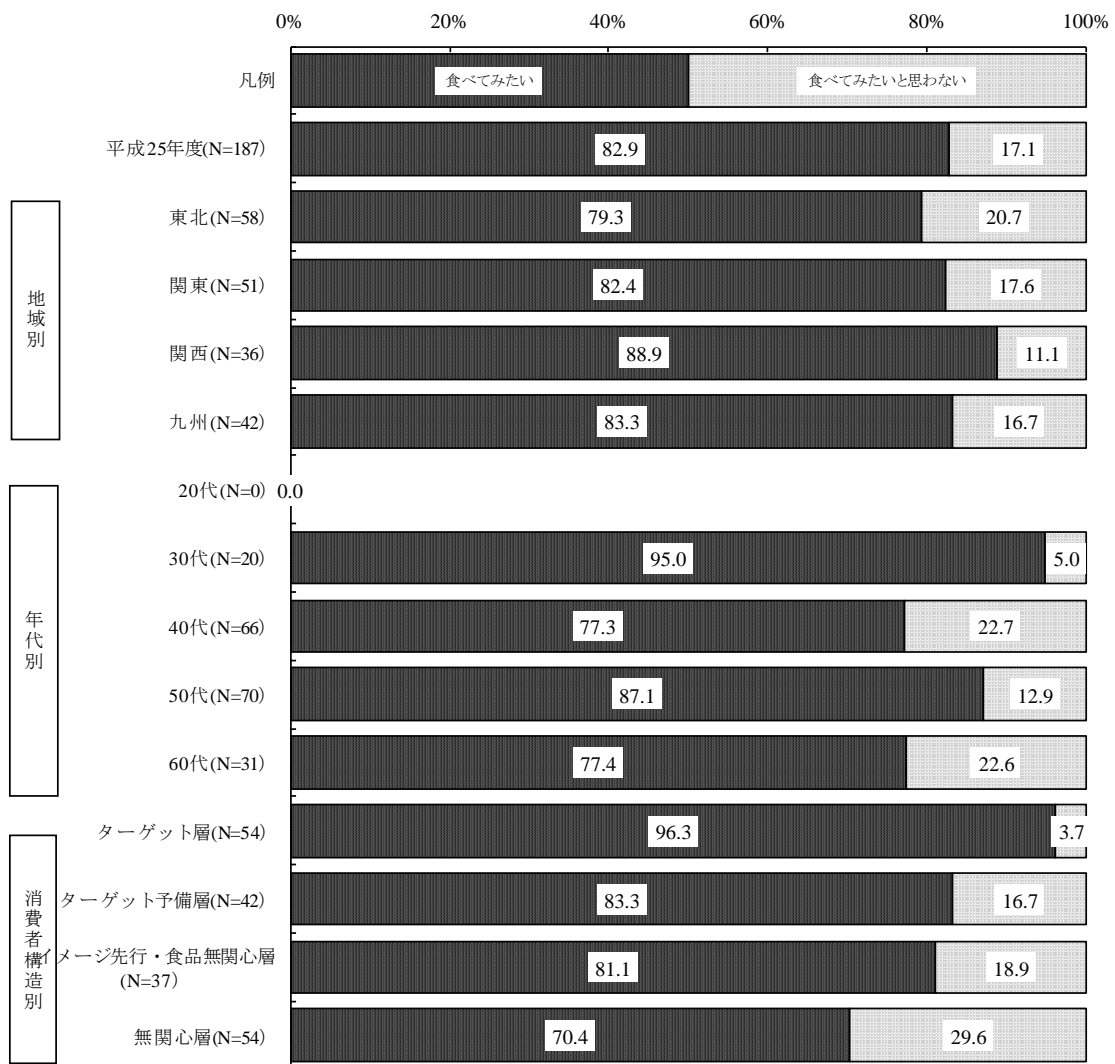 0% 20% 40% 60% 80% 100%
凡例 食べてみたい 食べてみたいと思わない
平成25年度(N=187) 82.9 17.1
地域別
東北(N=58) 79.3 20.7
関東(N=51) 82.4 17.6
関西(N=36) 88.9 11.1
九州(N=42) 83.3 16.7
年代別
20代(N=0) 0.0
30代(N=20) 95.0 5.0
40代(N=66) 77.3 22.7
50代(N=70) 87.1 12.9
60代(N=31) 77.4 22.6
消費者構造別
ターゲット層(N=54) 96.3 3.7
ターゲット予備層(N=42) 83.3 16.7
イメージ先行・食品無関心層
(N=37) 81.1 18.9
無関心層(N=54) 70.4 29.6